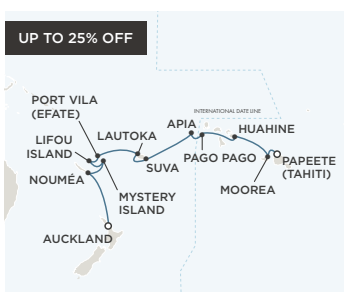 UP TO 25% OFF
INTERNATIONAL DATE LINE
PORT VILA
(EFATE)
LAUTOKA
APIA
HUAHINE
LIFOU
ISLAND
SUVA
PAGO PAGO
PAPEETE
(TAHITI)
NOUMÉA
MYSTERY
ISLAND
MOOREA
AUCKLAND